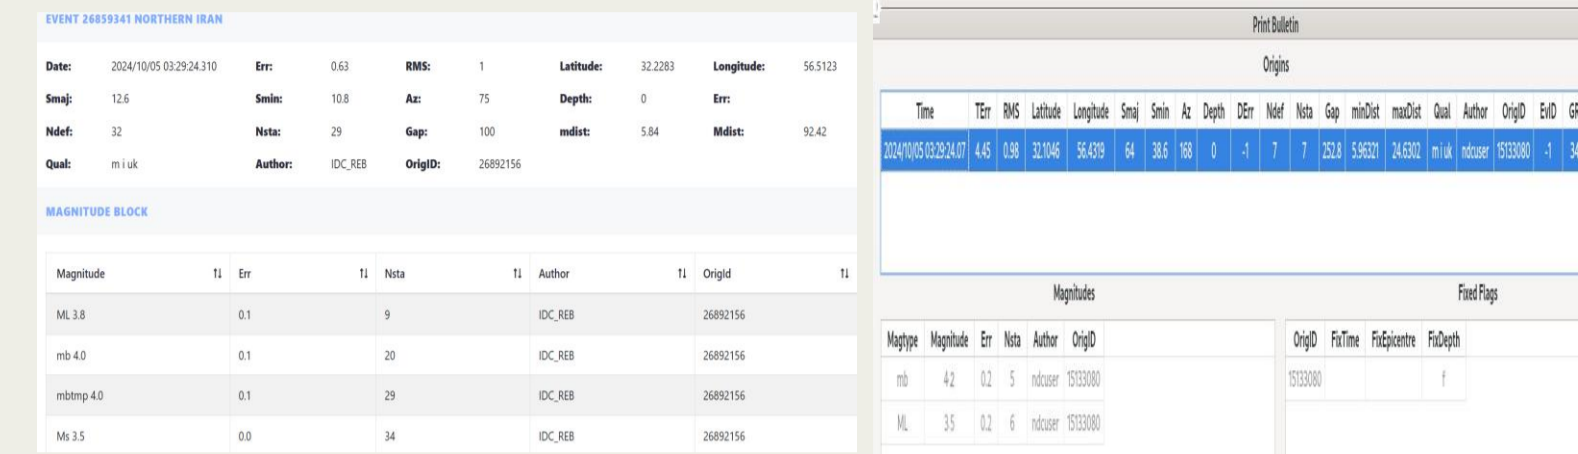 EVENT 26859341 NORTHERN IRAN
Date: 2024/10/05 03:29:24.310 Err: 0.63 RMS: 1 Latitude: 32.2283 Longitude: 56.5123
Smaj: 12.6 Smin: 10.8 Az: 75 Depth: 0 Err:
Ndef: 32 Nsta: 29 Gap: 100 mdist: 5.84 Mdist: 92.42
Qual: m i uk Author: IDC_REB OrigID: 26892156
MAGNITUDE BLOCK
Magnitude Err Nsta Author OrigId
ML 3.8 0.1 9 IDC_REB 26892156
mb 4.0 0.1 20 IDC_REB 26892156
mbtmp 4.0 0.1 29 IDC_REB 26892156
Ms 3.5 0.0 34 IDC_REB 26892156
Print Bulletin
Origins
Time TErr RMS Latitude Longitude Smaj Smin Az Depth DErr Ndef Nsta Gap minDist maxDist Qual Author OrigID EvID
2024/10/05 03:29:24.07 4.45 0.98 32.1046 56.4319 64 38.6 168 0 -1 7 7 252.8 5.96321 24.6302 m i uk ndcuser 15133080 -1 34
Magnitudes
Magtype Magnitude Err Nsta Author OrigID
mb 4.2 0.2 5 ndcuser 15133080
ML 3.5 0.2 6 ndcuser 15133080
Fixed Flags
OrigID FixTime FixEpicentre FixDepth
15133080 f